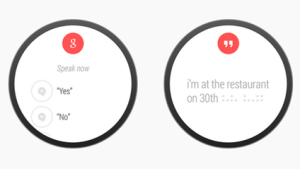 g
Speak now
"Yes"
"No"
i'm at the restaurant
on 30th